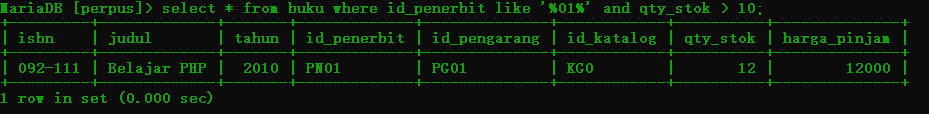 MariaDB [perpus]> select * from buku where id_penerbit like '%01%' and qty_stok > 10;
| isbn | judul | tahun | id_penerbit | id_pengarang | id_katalog | qty_stok | harga_pinjam |
| 092-111 | Belajar PHP | 2010 | PN01 | PG01 | KG0 | 12 | 12000 |
1 row in set (0.000 sec)